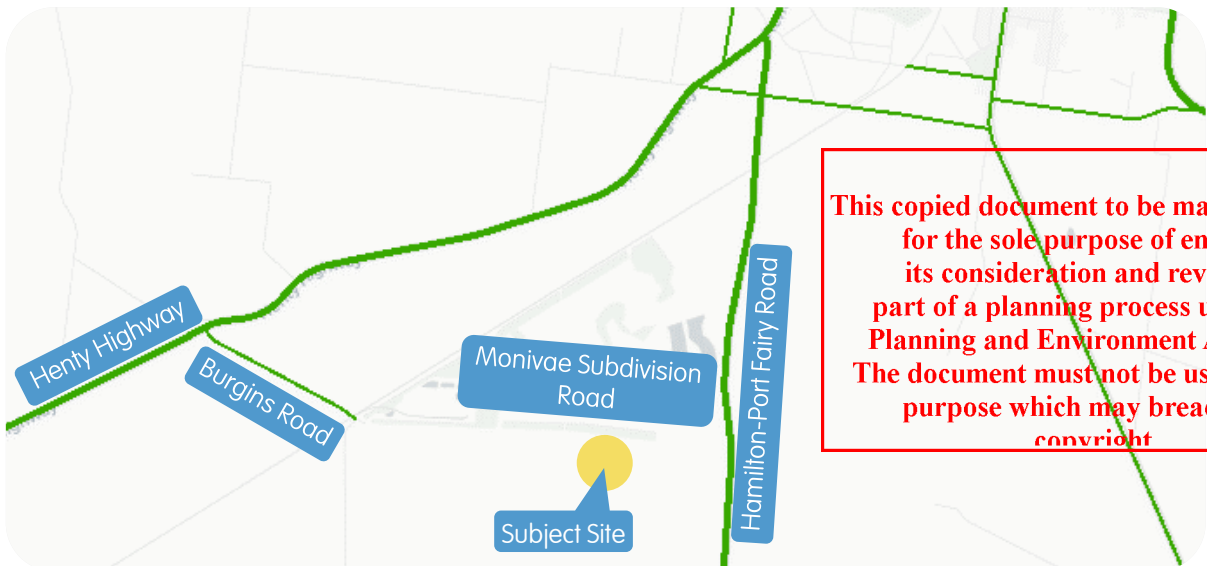 Henty Highway
Burgins Road
Monivae Subdivision
Road
Hamilton-Port Fairy Road
Subject Site
This copied document to be ma
for the sole purpose of en
its consideration and rev
part of a planning process u
Planning and Environment A
The document must not be us
purpose which may breac
copyright